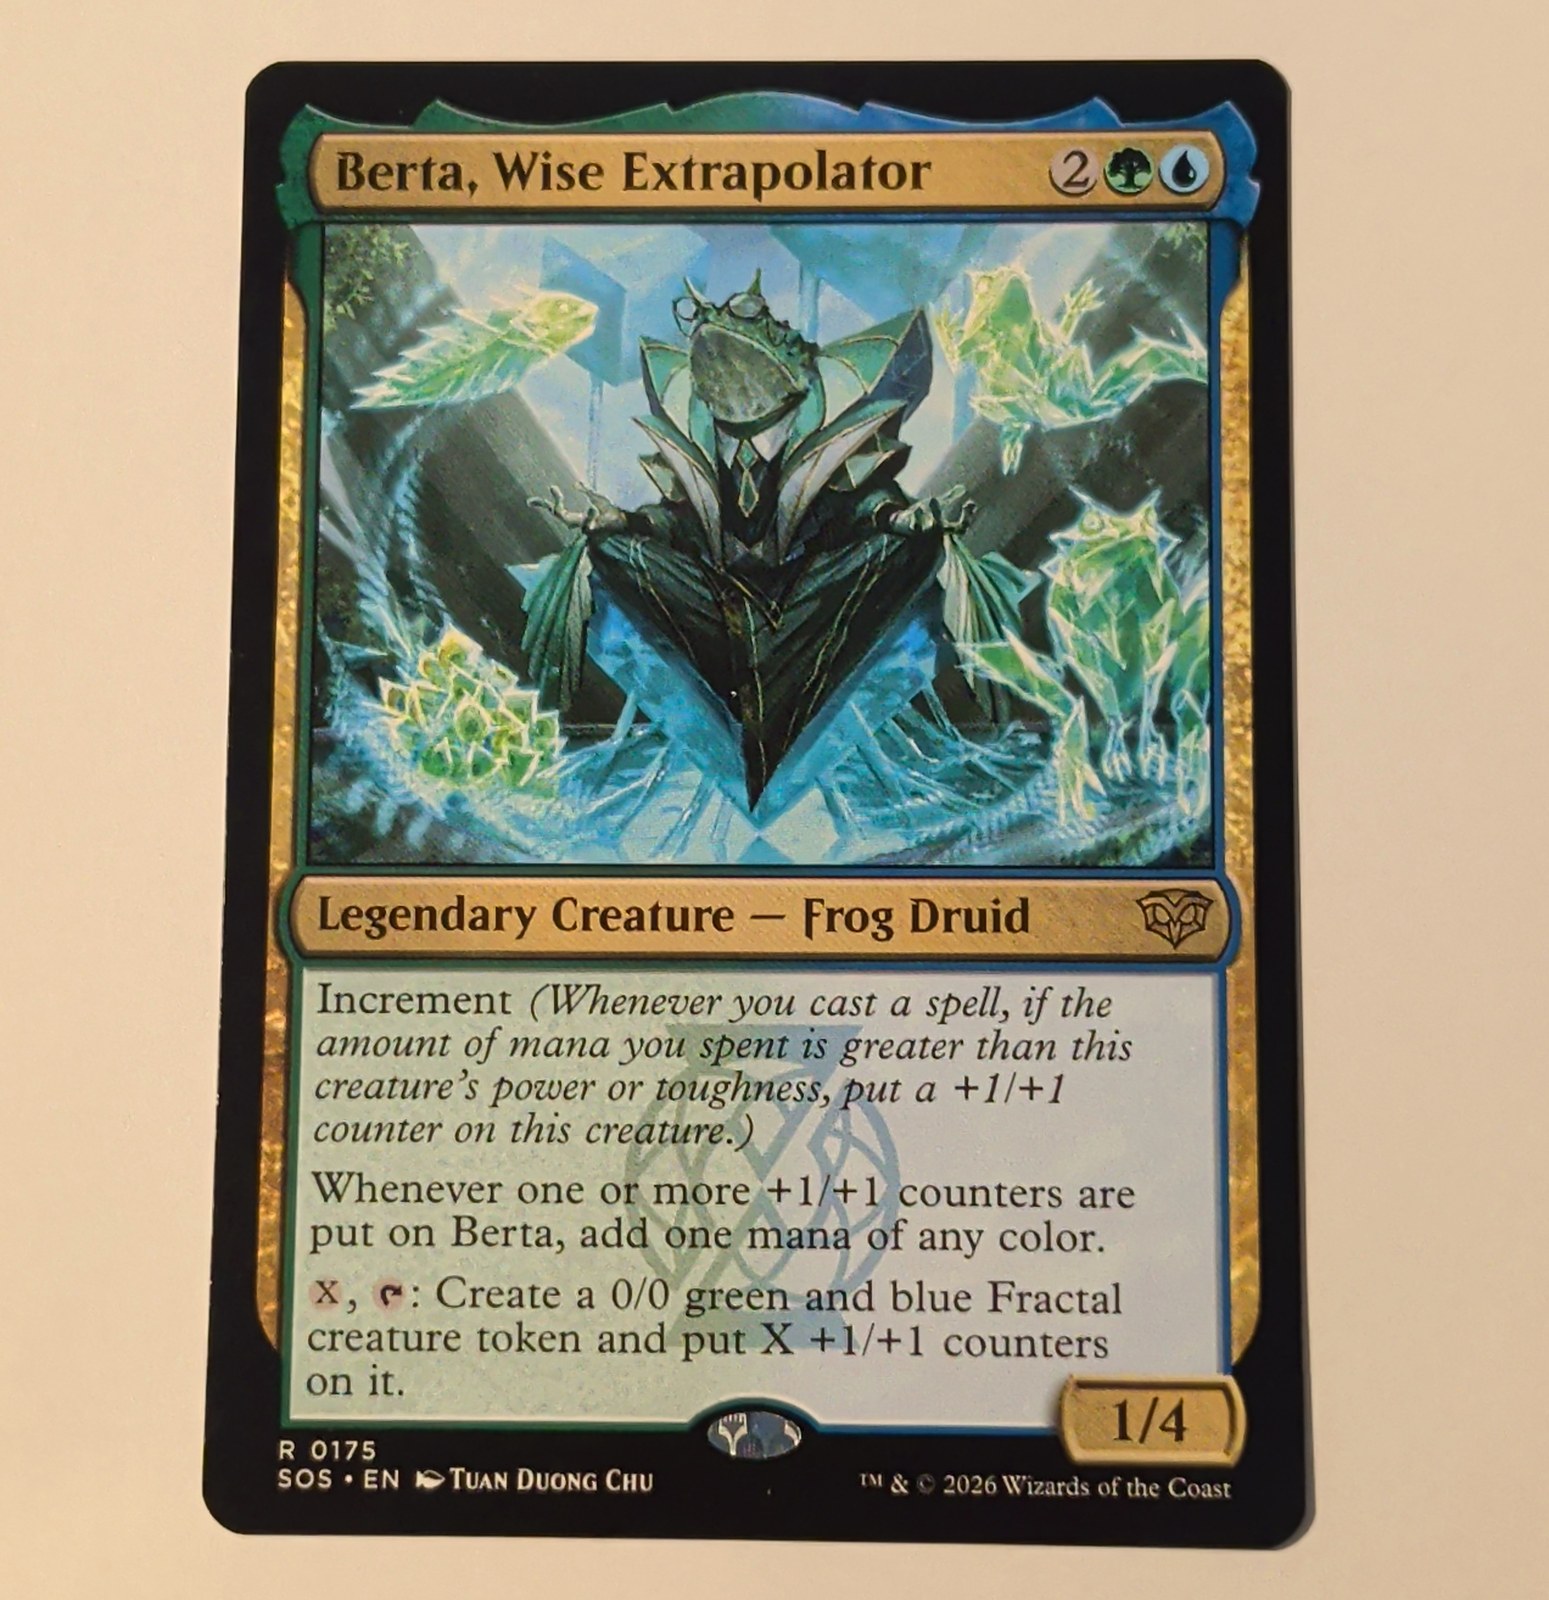 Berta, Wise Extrapolator 2
Legendary Creature — Frog Druid
Increment (Whenever you cast a spell, if the
amount of mana you spent is greater than this
creature's power or toughness, put a +1/+1
counter on this creature.)
Whenever one or more +1/+1 counters are
put on Berta, add one mana of any color.
X, : Create a 0/0 green and blue Fractal
creature token and put X +1/+1 counters
on it.
1/4
R 0175
SOS • EN TUAN DUONG CHU
™ & © 2026 Wizards of the Coast